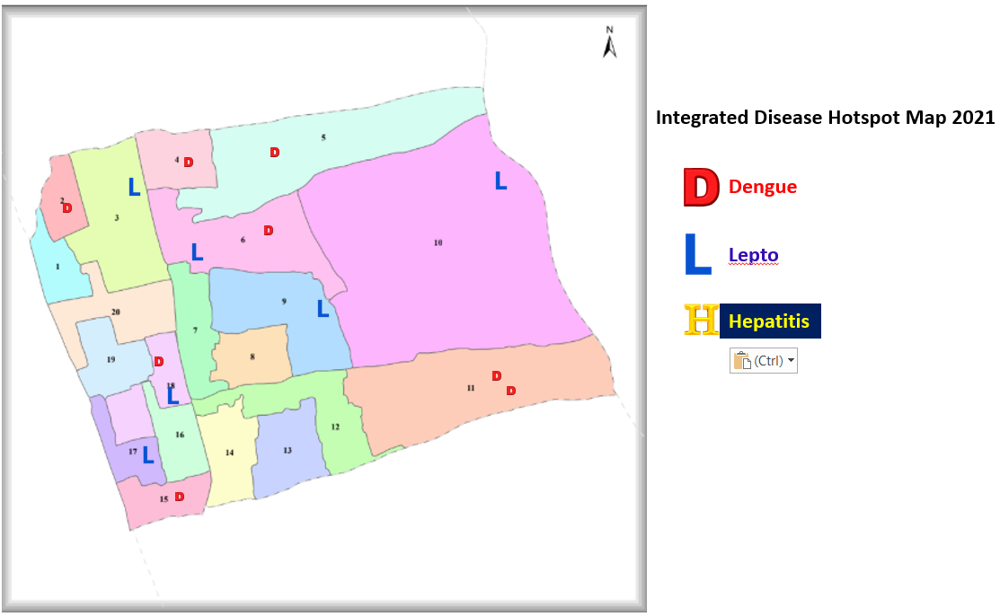 N
Integrated Disease Hotspot Map 2021
5
4 D
D
D Dengue
2
D
L
L
3
6
D
10
L
L Lepto
1
9
L
20
H Hepatitis
7
8
19
D
(Ctrl)
18
L
11
D
D
12
16
17
L
14
13
15 D